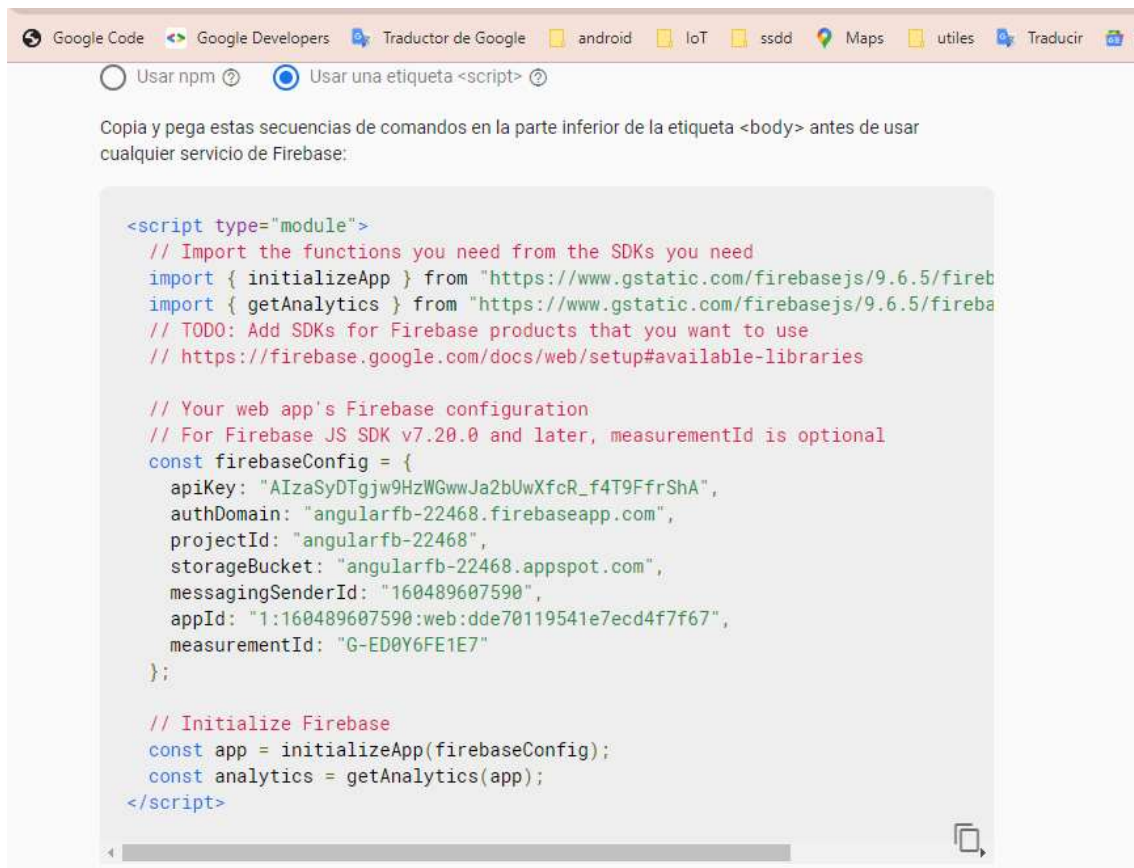 Google Code Google Developers Traductor de Google android IoT ssdd Maps utiles Traducir
Usar npm Usar una etiqueta <script>
Copia y pega estas secuencias de comandos en la parte inferior de la etiqueta <body> antes de usar
cualquier servicio de Firebase:
<script type="module">
// Import the functions you need from the SDKs you need
import { initializeApp } from "https://www.gstatic.com/firebasejs/9.6.5/fireb
import { getAnalytics } from "https://www.gstatic.com/firebasejs/9.6.5/fireba
// TODO: Add SDKs for Firebase products that you want to use
// https://firebase.google.com/docs/web/setup#available-libraries
// Your web app's Firebase configuration
// For Firebase JS SDK v7.20.0 and later, measurementId is optional
const firebaseConfig = {
apiKey: "AIzaSyDTgjw9HzWGwwJa2bUwXfcR_f4T9FfrShA",
authDomain: "angularfb-22468.firebaseapp.com",
projectId: "angularfb-22468",
storageBucket: "angularfb-22468.appspot.com",
messagingSenderId: "160489607590",
appId: "1:160489607590:web:dde70119541e7ecd4f7f67",
measurementId: "G-ED0Y6FE1E7"
};
// Initialize Firebase
const app = initializeApp(firebaseConfig);
const analytics = getAnalytics(app);
</script>